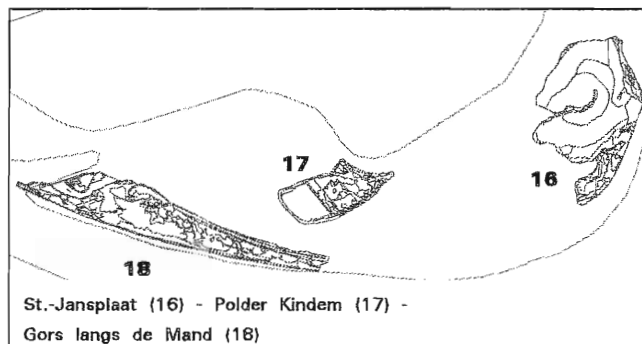 17
16
18
St.-Jansplaat (16) - Polder Kindem (17) -
Gors langs de Mand (18)